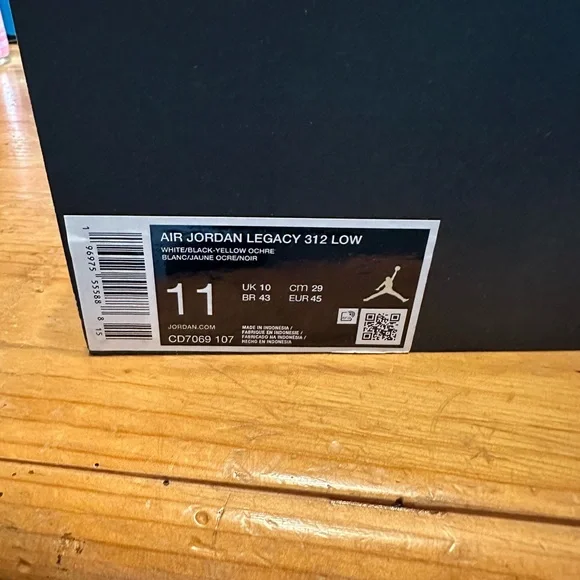 AIR JORDAN LEGACY 312 LOW
WHITE/BLACK-YELLOW OCHRE
BLANC/JAUNE OCRE/NOIR
11
UK 10 cm 29
BR 43 EUR 45
JORDAN.COM
CD7069 107
MADE IN INDONESIA /
FABRIQUE EN INDONESIE /
FABRICADO NA INDONESIA /
HECHO EN INDONESIA
1 96975 55588 8 15